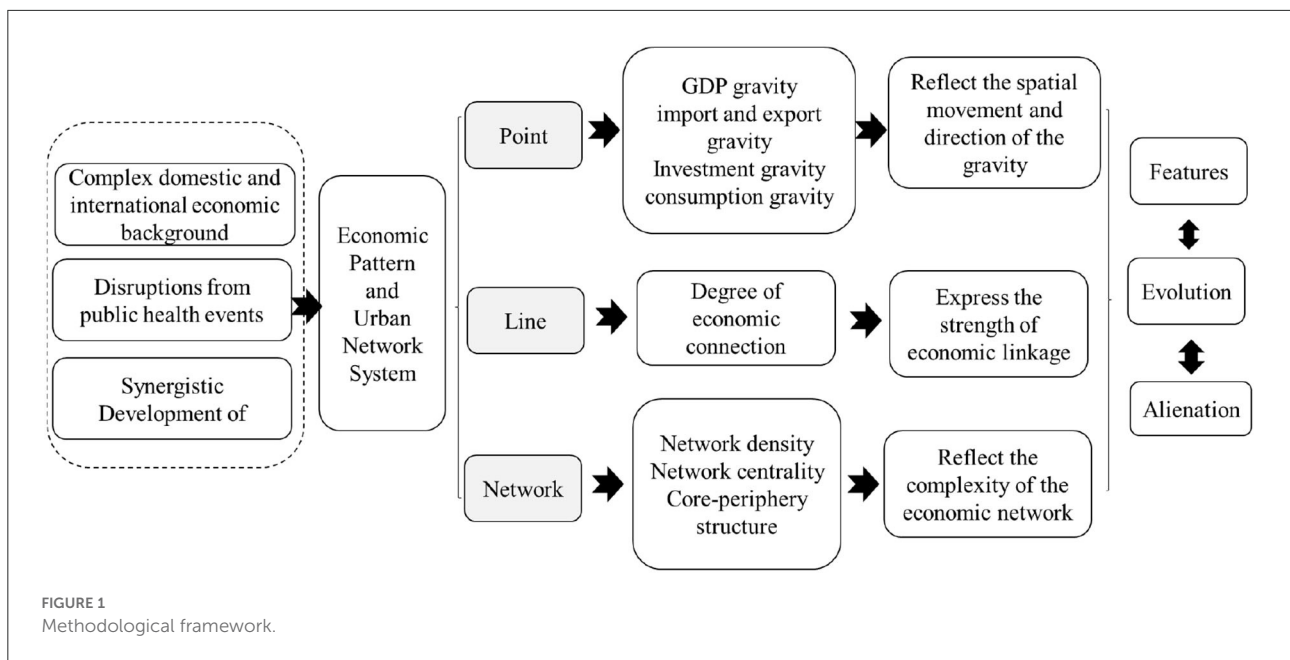 Complex domestic and
international economic
background
Disruptions from
public health events
Synergistic
Development of
Economic
Pattern
and
Urban
Network
System
Point
GDP gravity
import and export
gravity
Investment gravity
consumption gravity
Reflect the spatial
movement and
direction of the
gravity
Line
Degree of
economic
connection
Express the
strength of
economic linkage
Network
Network density
Network centrality
Core-periphery
structure
Reflect the
complexity of the
economic network
Features
Evolution
Alienation
FIGURE 1
Methodological framework.